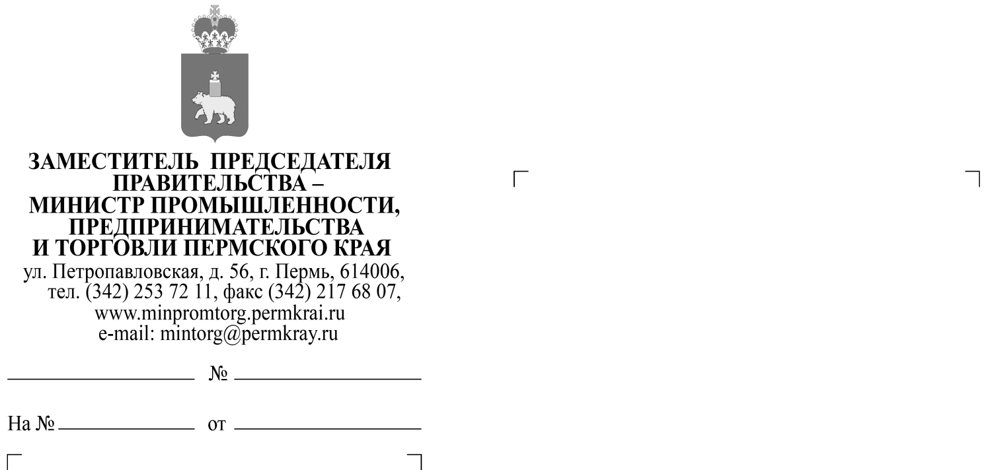 ЗАМЕСТИТЕЛЬ ПРЕДСЕДАТЕЛЯ
ПРАВИТЕЛЬСТВА –
МИНИСТР ПРОМЫШЛЕННОСТИ,
ПРЕДПРИНИМАТЕЛЬСТВА
И ТОРГОВЛИ ПЕРМСКОГО КРАЯ
ул. Петропавловская, д. 56, г. Пермь, 614006,
тел. (342) 253 72 11, факс (342) 217 68 07,
www.minpromtorg.permkrai.ru
e-mail: mintorg@permkray.ru
№
На № от